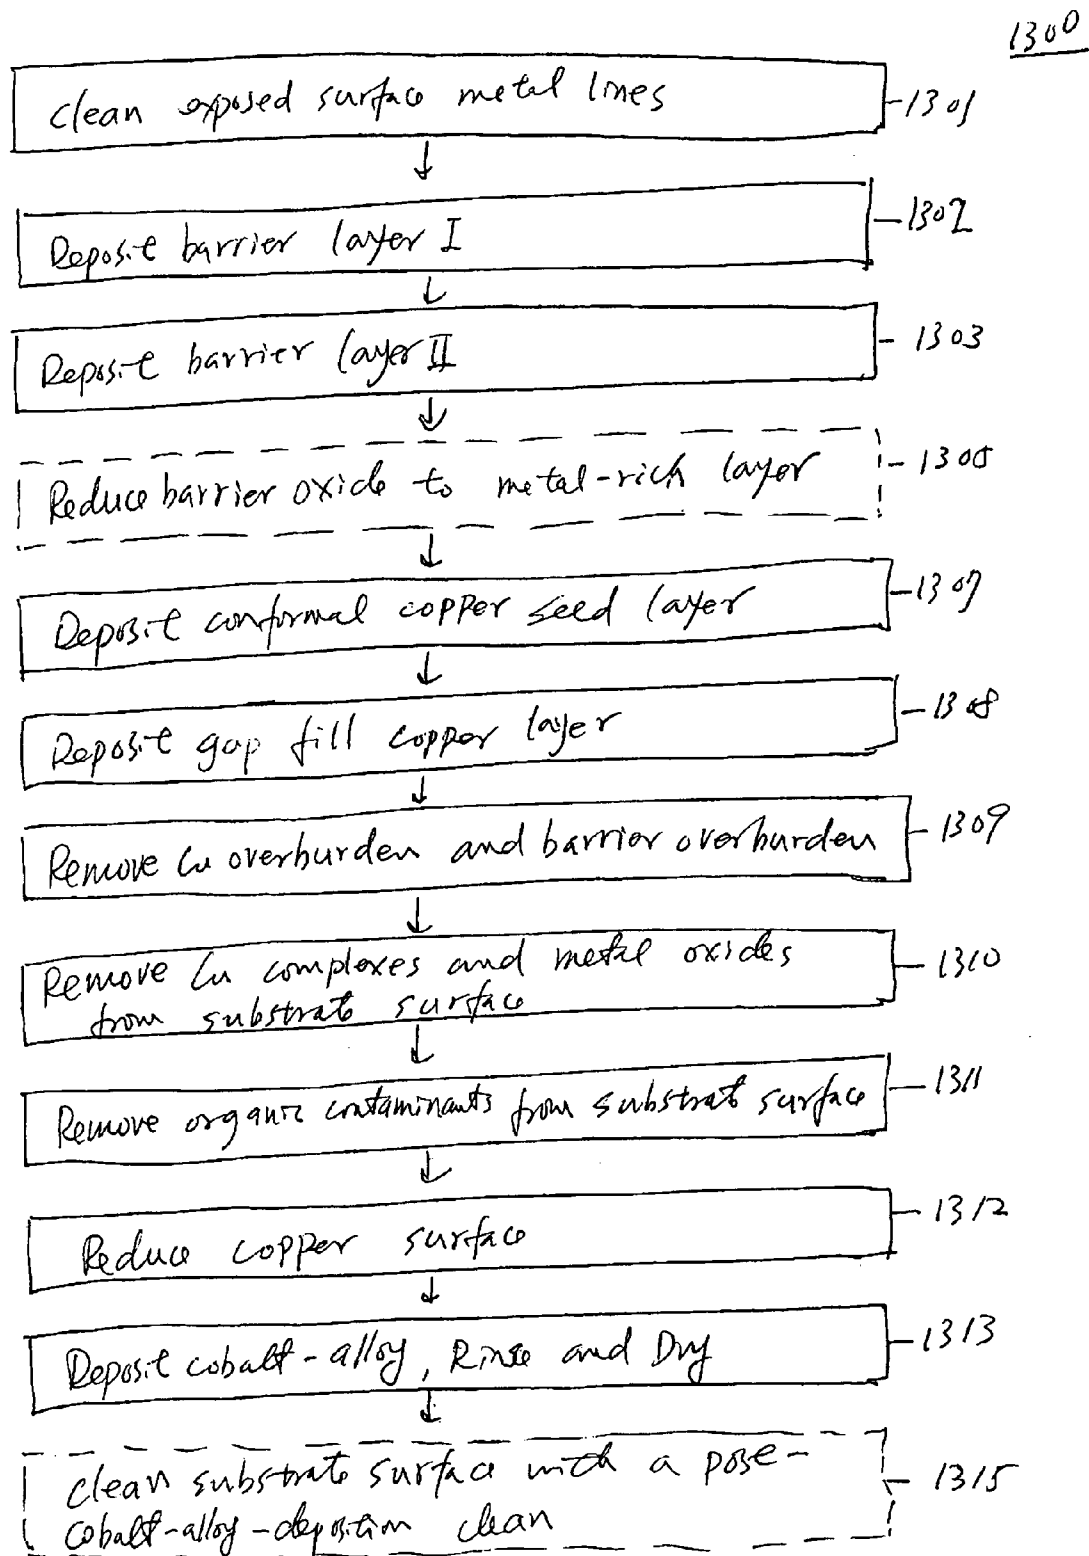 1300
clean exposed surface metal lines
1301
Deposit barrier layer I
1302
Deposit barrier layer II
1303
Reduce barrier oxide to metal-rich layer
1305
Deposit conformal copper seed layer
1307
Deposit gap fill copper layer
1308
Remove Cu overburden and barrier overburden
1309
Remove Cu complexes and metal oxides
from substrate surface
1310
Remove organic contaminants from substrat surface
1311
Reduce copper surface
1312
Deposit cobalt-alloy, Rinse and Dry
1313
clean substrate surface with a post-
cobalt-alloy-deposition clean
1315